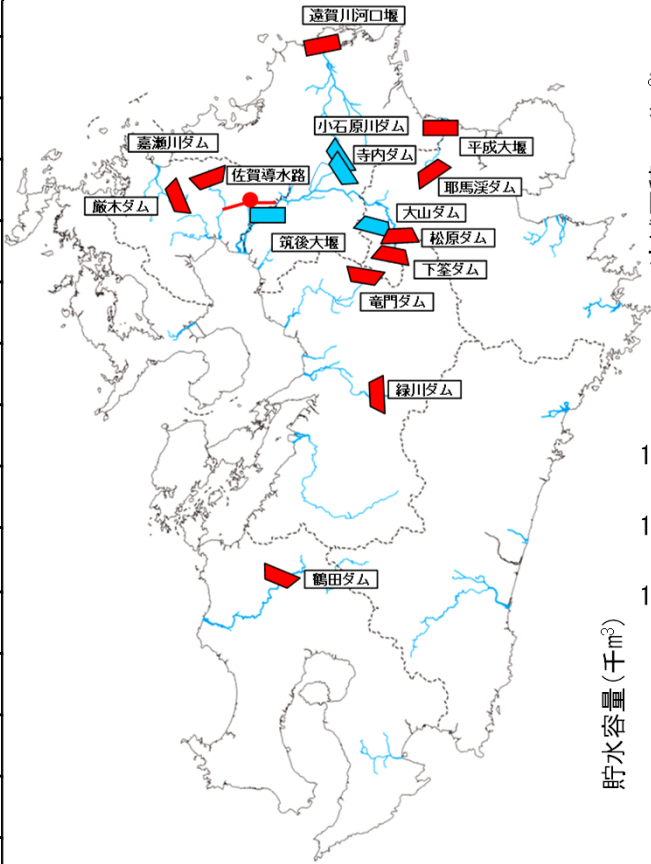 遠賀川河口堰
小石原川ダム
嘉瀬川ダム
寺内ダム
平成大堰
佐賀導水路
耶馬渓ダム
厳木ダム
大山ダム
筑後大堰
松原ダム
下筌ダム
竜門ダム
緑川ダム
1
1
鶴田ダム
1
貯水容量(千m³)